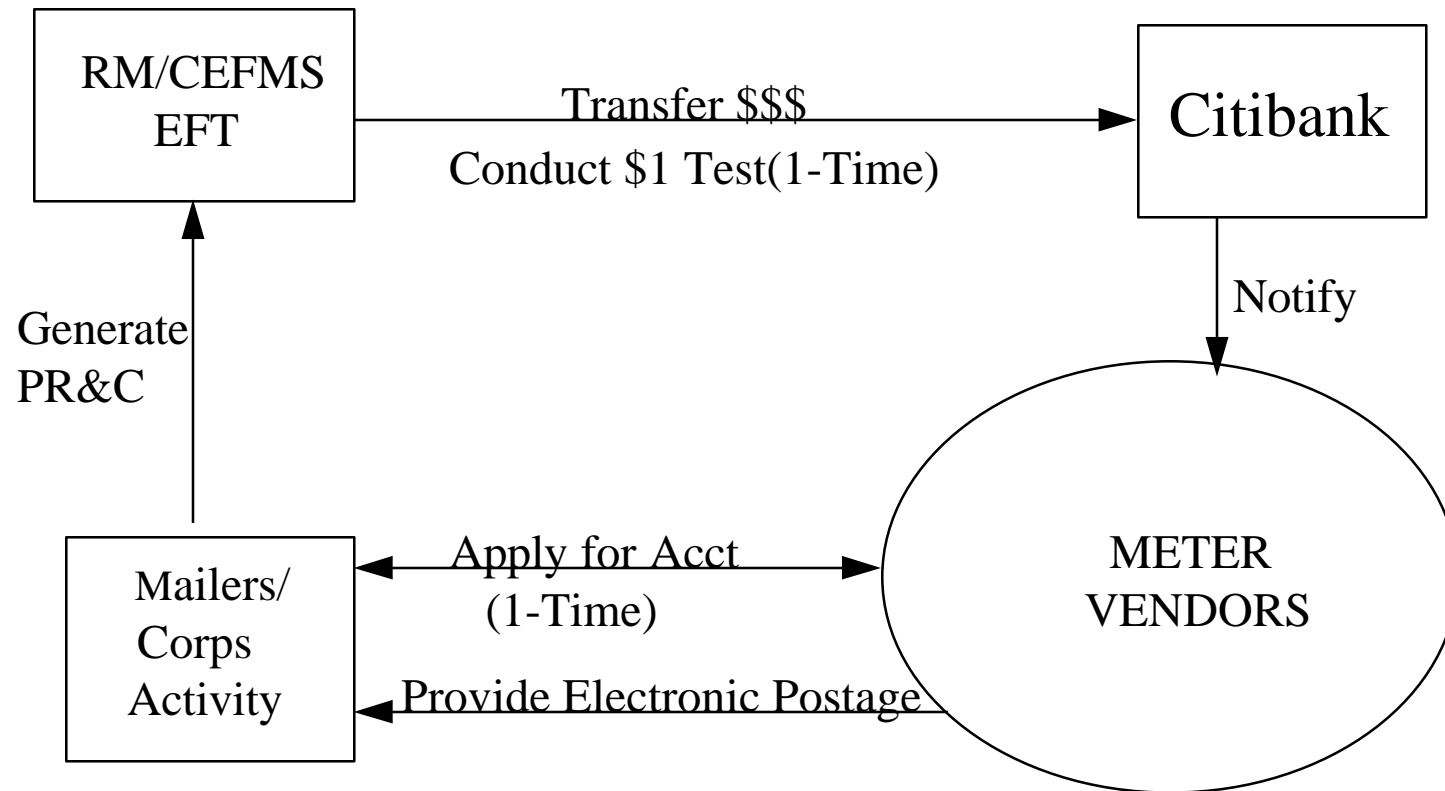 RM/CEFMS
EFT
Transfer $$$
Conduct $1 Test(1-Time)
Citibank
Notify
Generate
PR&C
Mailers/
Corps
Activity
Apply for Acct
(1-Time)
Provide Electronic Postage
METER
VENDORS